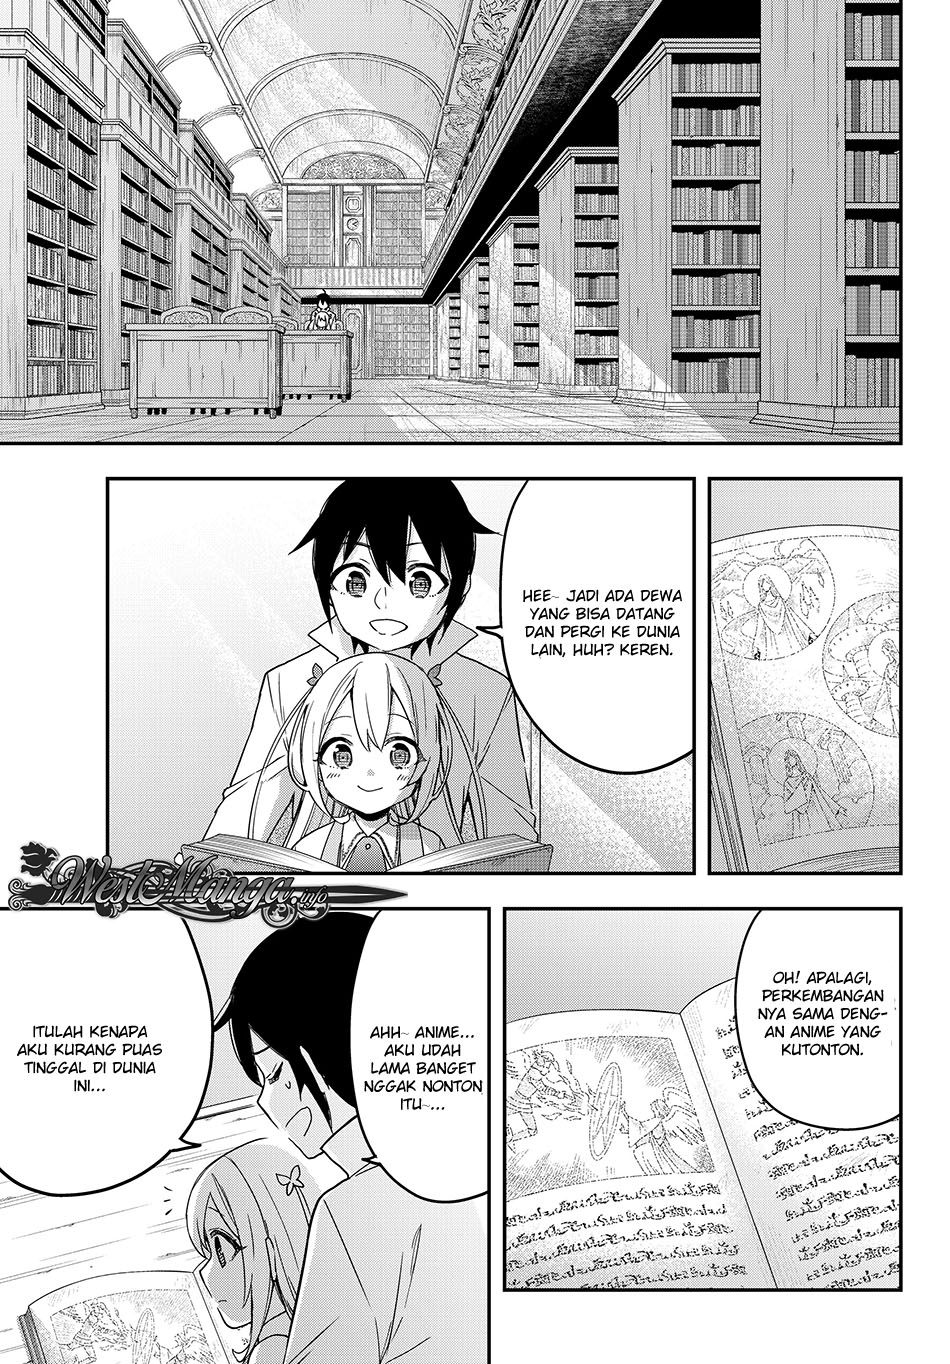 HEE~ JADI ADA DEWA
YANG BISA DATANG
DAN PERGI KE DUNIA
LAIN, HUH? KEREN.
WestManga.info
OH! APALAGI,
PERKEMBANGAN
NYA SAMA DENG-
AN ANIME YANG
KUTONTON.
AHH~ ANIME...
AKU UDAH
LAMA BANGET
NGGAK NONTON
ITU~...
ITULAH KENAPA
AKU KURANG PUAS
TINGGAL DI DUNIA
INI...